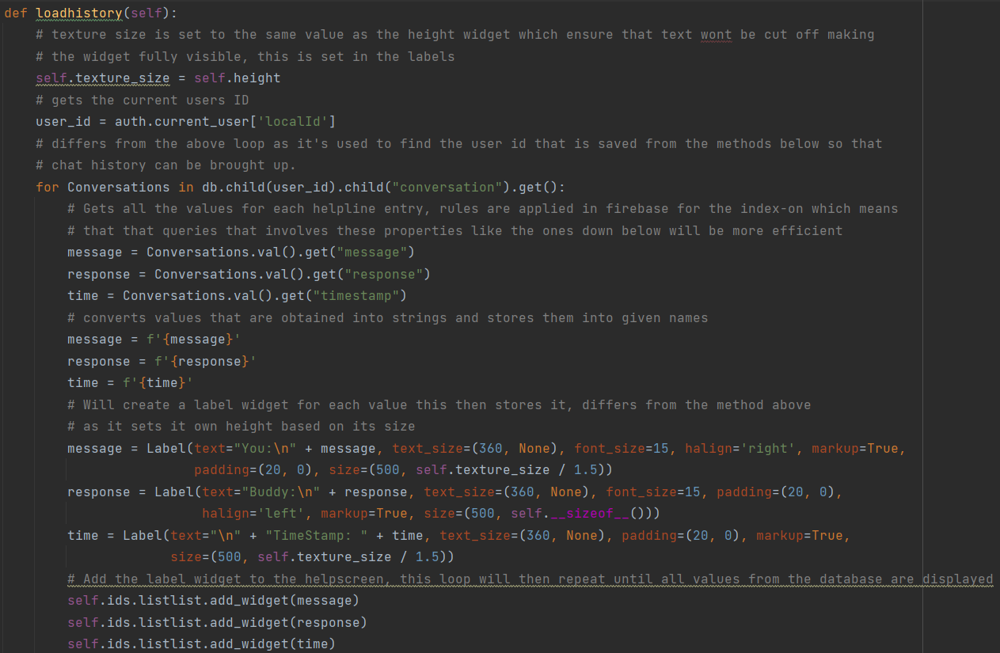 def loadhistory(self):
    # texture size is set to the same value as the height widget which ensure that text wont be cut off making
    # the widget fully visible, this is set in the labels
    self.texture_size = self.height
    # gets the current users ID
    user_id = auth.current_user['localId']
    # differs from the above loop as it's used to find the user id that is saved from the methods below so that
    # chat history can be brought up.
    for Conversations in db.child(user_id).child("conversation").get():
        # Gets all the values for each helpline entry, rules are applied in firebase for the index-on which means
        # that that queries that involves these properties like the ones down below will be more efficient
        message = Conversations.val().get("message")
        response = Conversations.val().get("response")
        time = Conversations.val().get("timestamp")
        # converts values that are obtained into strings and stores them into given names
        message = f'{message}'
        response = f'{response}'
        time = f'{time}'
        # Will create a label widget for each value this then stores it, differs from the method above
        # as it sets it own height based on its size
        message = Label(text="You:\n" + message, text_size=(360, None), font_size=15, halign='right', markup=True,
                        padding=(20, 0), size=(500, self.texture_size / 1.5))
        response = Label(text="Buddy:\n" + response, text_size=(360, None), font_size=15, padding=(20, 0),
                         halign='left', markup=True, size=(500, self.__sizeof__()))
        time = Label(text="\n" + "TimeStamp: " + time, text_size=(360, None), padding=(20, 0), markup=True,
                     size=(500, self.texture_size / 1.5))
        # Add the label widget to the helpscreen, this loop will then repeat until all values from the database are displayed
        self.ids.listlist.add_widget(message)
        self.ids.listlist.add_widget(response)
        self.ids.listlist.add_widget(time)